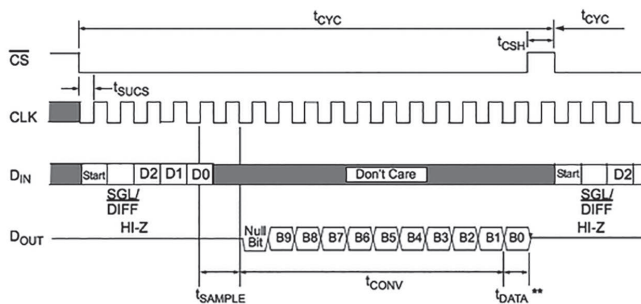 tCYC tCYC
tCSH
CS
tSUCS
CLK
DIN Start D2 D1 D0 Don't Care Start D2
SGL/ SGL/
DIFF DIFF
HI-Z HI-Z
DOUT Null Bit B9 B8 B7 B6 B5 B4 B3 B2 B1 B0
tSAMPLE tCONV tDATA **